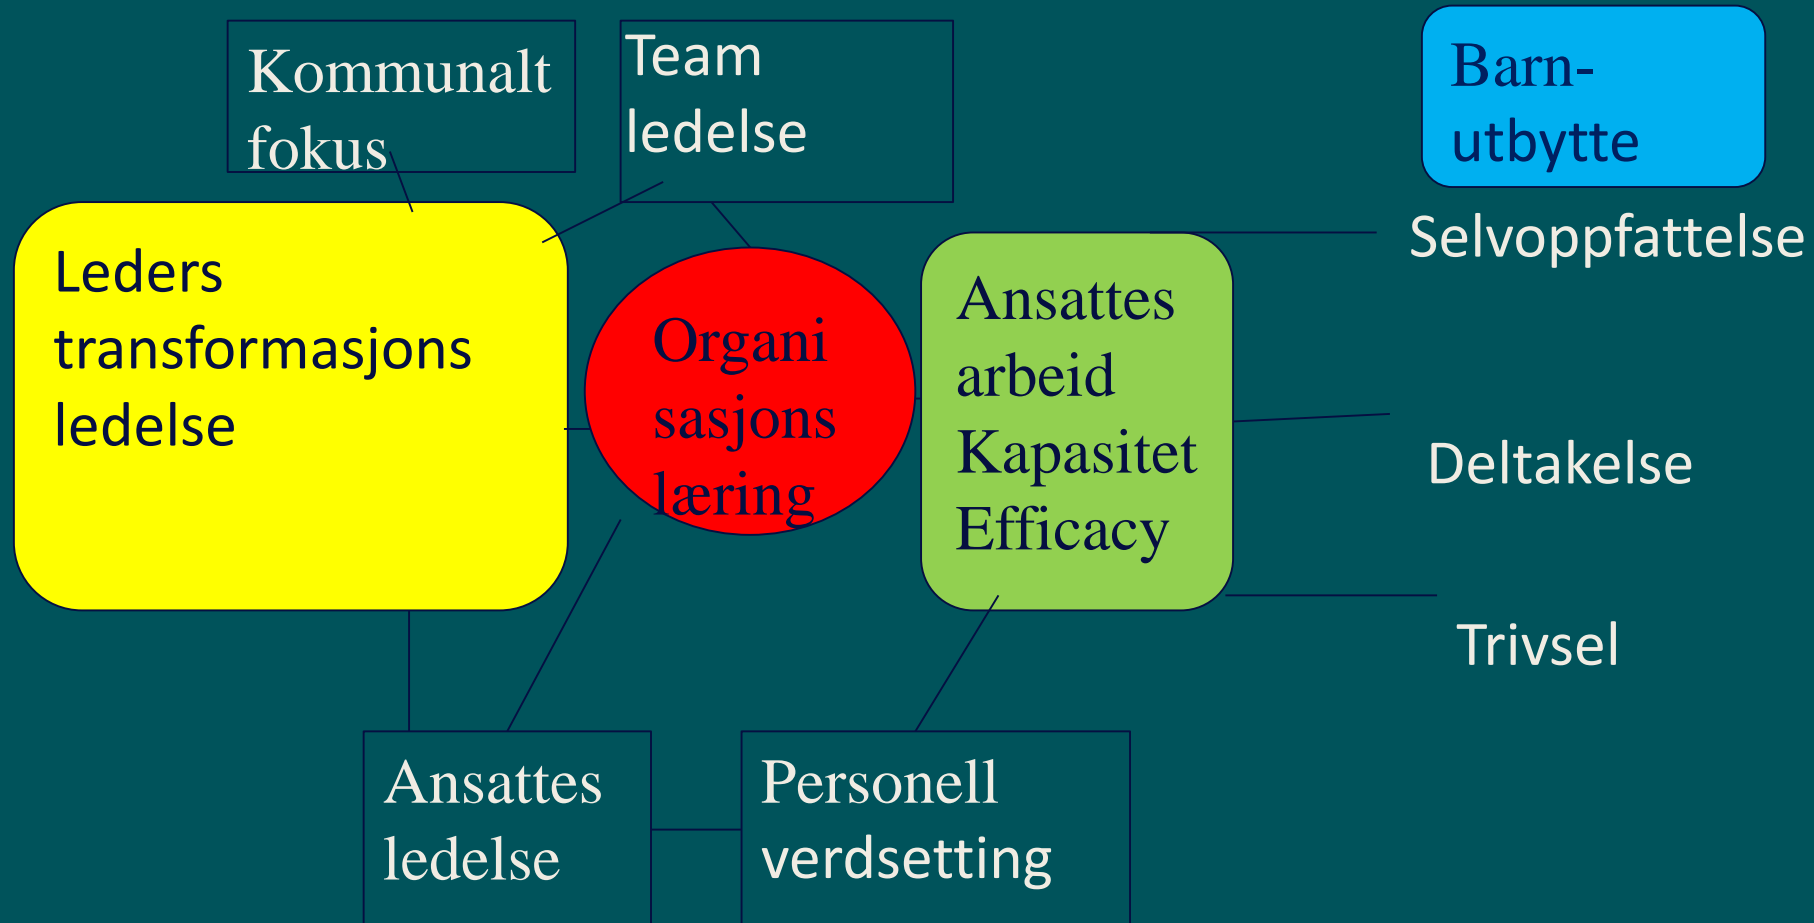 Kommunalt
fokus
Team
ledelse
Barn-
utbytte
Leders
transformasjons
ledelse
Organi
sasjons
læring
Ansattes
arbeid
Kapasitet
Efficacy
Selvoppfattelse
Deltakelse
Trivsel
Ansattes
ledelse
Personell
verdsetting